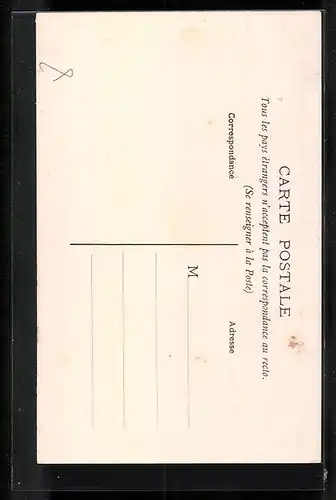 CARTE POSTALE
Tous les pays étrangers n'acceptent pas la correspondance au recto.
(Se renseigner à la Poste)
Correspondance
Adresse
M